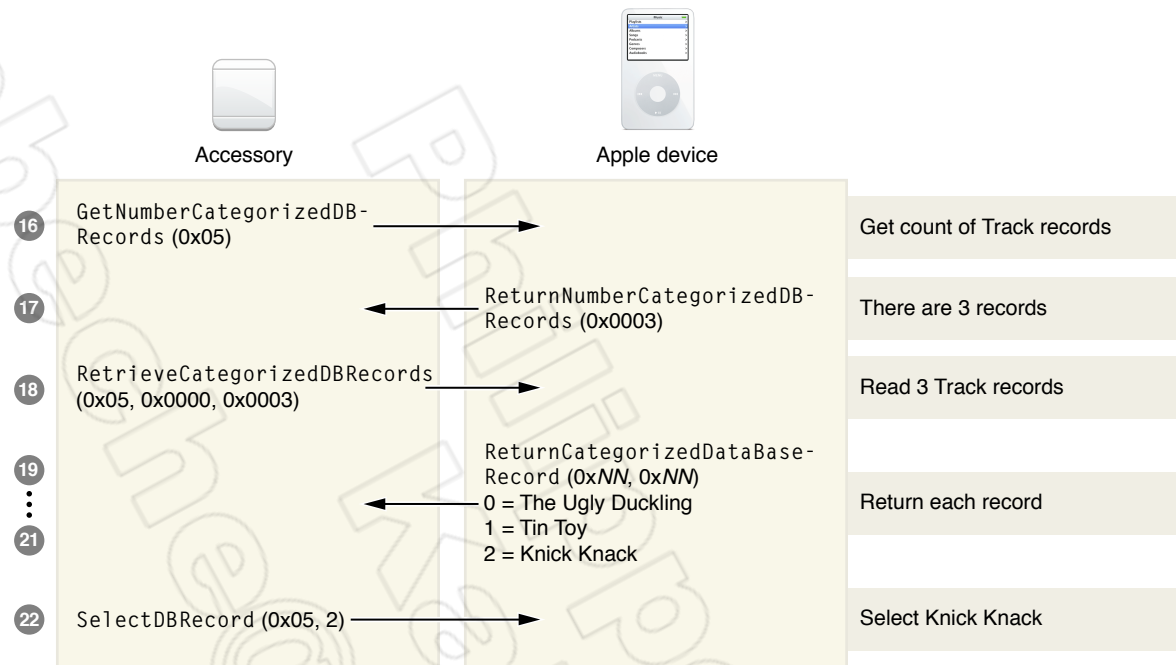 Accessory
Apple device
16
GetNumberCategorizedDB-
Records (0x05)
Get count of Track records
17
ReturnNumberCategorizedDB-
Records (0x0003)
There are 3 records
18
RetrieveCategorizedDBRecords
(0x05, 0x0000, 0x0003)
Read 3 Track records
19
21
ReturnCategorizedDataBase-
Record (0xNN, 0xNN)
0 = The Ugly Duckling
1 = Tin Toy
2 = Knick Knack
Return each record
22
SelectDBRecord (0x05, 2)
Select Knick Knack